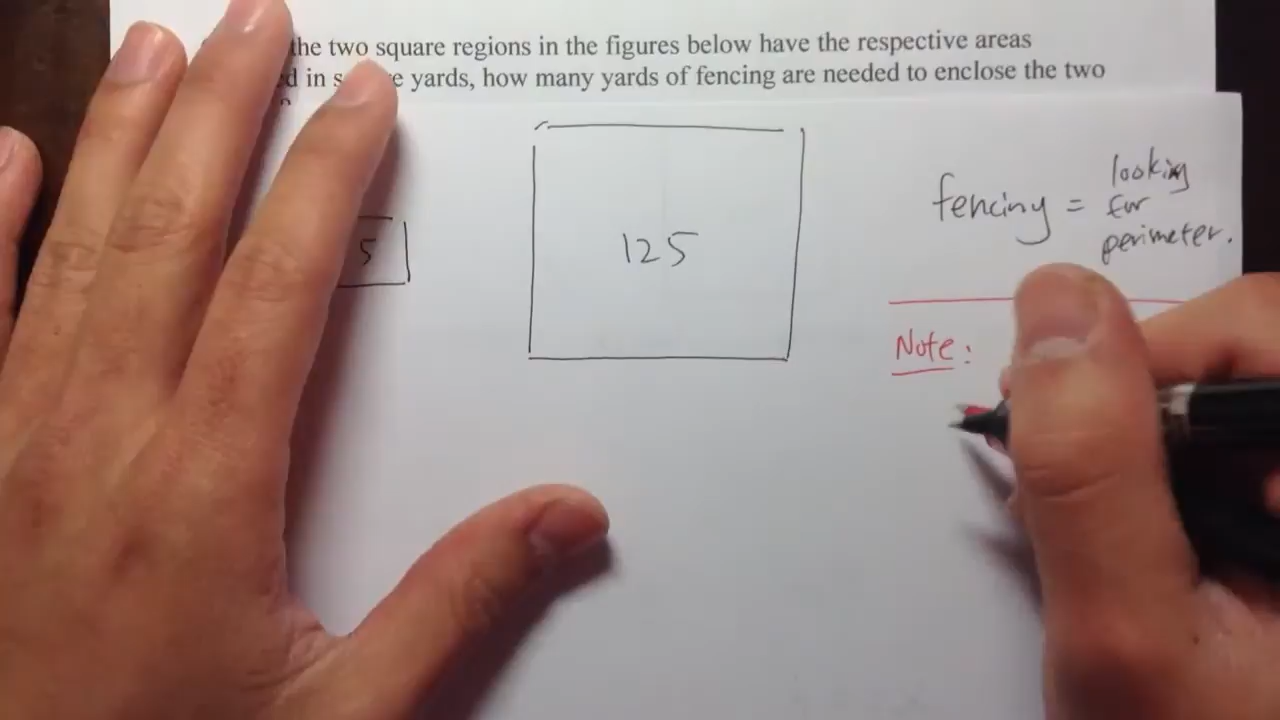 the two square regions in the figures below have the respective areas
in yards, how many yards of fencing are needed to enclose the two
5
125
fencing = looking
for
perimeter.
Note: